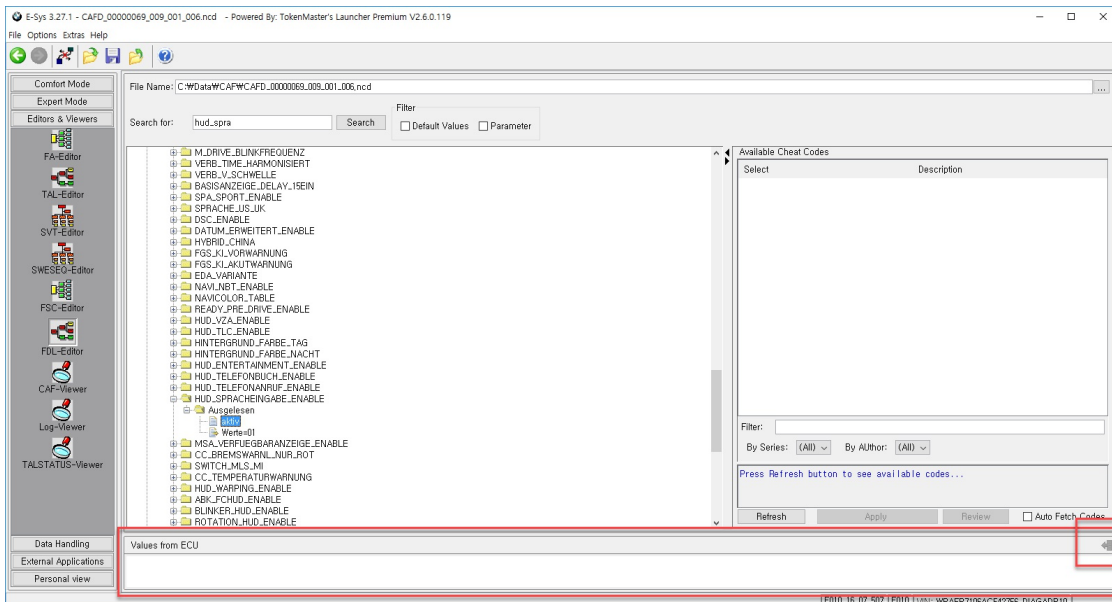 E-Sys 3.27.1 - CAFD_00000069_009_001_006.ncd - Powered By: TokenMaster's Launcher Premium V2.6.0.119
File Options Extras Help
Comfort Mode
Expert Mode
Editors & Viewers
FA-Editor
TAL-Editor
SVT-Editor
SWESEQ-Editor
FSC-Editor
FDL-Editor
CAF-Viewer
Log-Viewer
TALSTATUS-Viewer
Data Handling
External Applications
Personal view
File Name: C:₩Data₩CAF₩CAFD_00000069_009_001_006.ncd
...
Search for: hud_spra Search
Filter
Default Values Parameter
M_DRIVE_BLINKFREQUENZ
VERB_TIME_HARMONISIERT
VERB_V_SCHWELLE
BASISANZEIGE_DELAY_15EIN
SPA_SPORT_ENABLE
SPRACHE_US_UK
DSC_ENABLE
DATUM_ERWEITERT_ENABLE
HYBRID_CHINA
FGS_KI_VORWARNUNG
FGS_KI_AKUTWARNUNG
EDA_VARIANTE
NAVI_NBT_ENABLE
NAVICOLOR_TABLE
READY_PRE_DRIVE_ENABLE
HUD_VZA_ENABLE
HUD_TLC_ENABLE
HINTERGRUND_FARBE_TAG
HINTERGRUND_FARBE_NACHT
HUD_ENTERTAINMENT_ENABLE
HUD_TELEFONBUCH_ENABLE
HUD_TELEFONANRUF_ENABLE
HUD_SPRACHEINGABE_ENABLE
Ausgelesen
aktiv
Werte=01
MSA_VERFUEGBARANZEIGE_ENABLE
CC_BREMSWARNL_NUR_ROT
SWITCH_MLS_MI
CC_TEMPERATURWARNUNG
HUD_WARPING_ENABLE
ABK_FCHUD_ENABLE
BLINKER_HUD_ENABLE
ROTATION_HUD_ENABLE
Available Cheat Codes
Select Description
Filter:
By Series: (All) By AUthor: (All)
Press Refresh button to see available codes...
Refresh Apply Review Auto Fetch Codes
Values from ECU